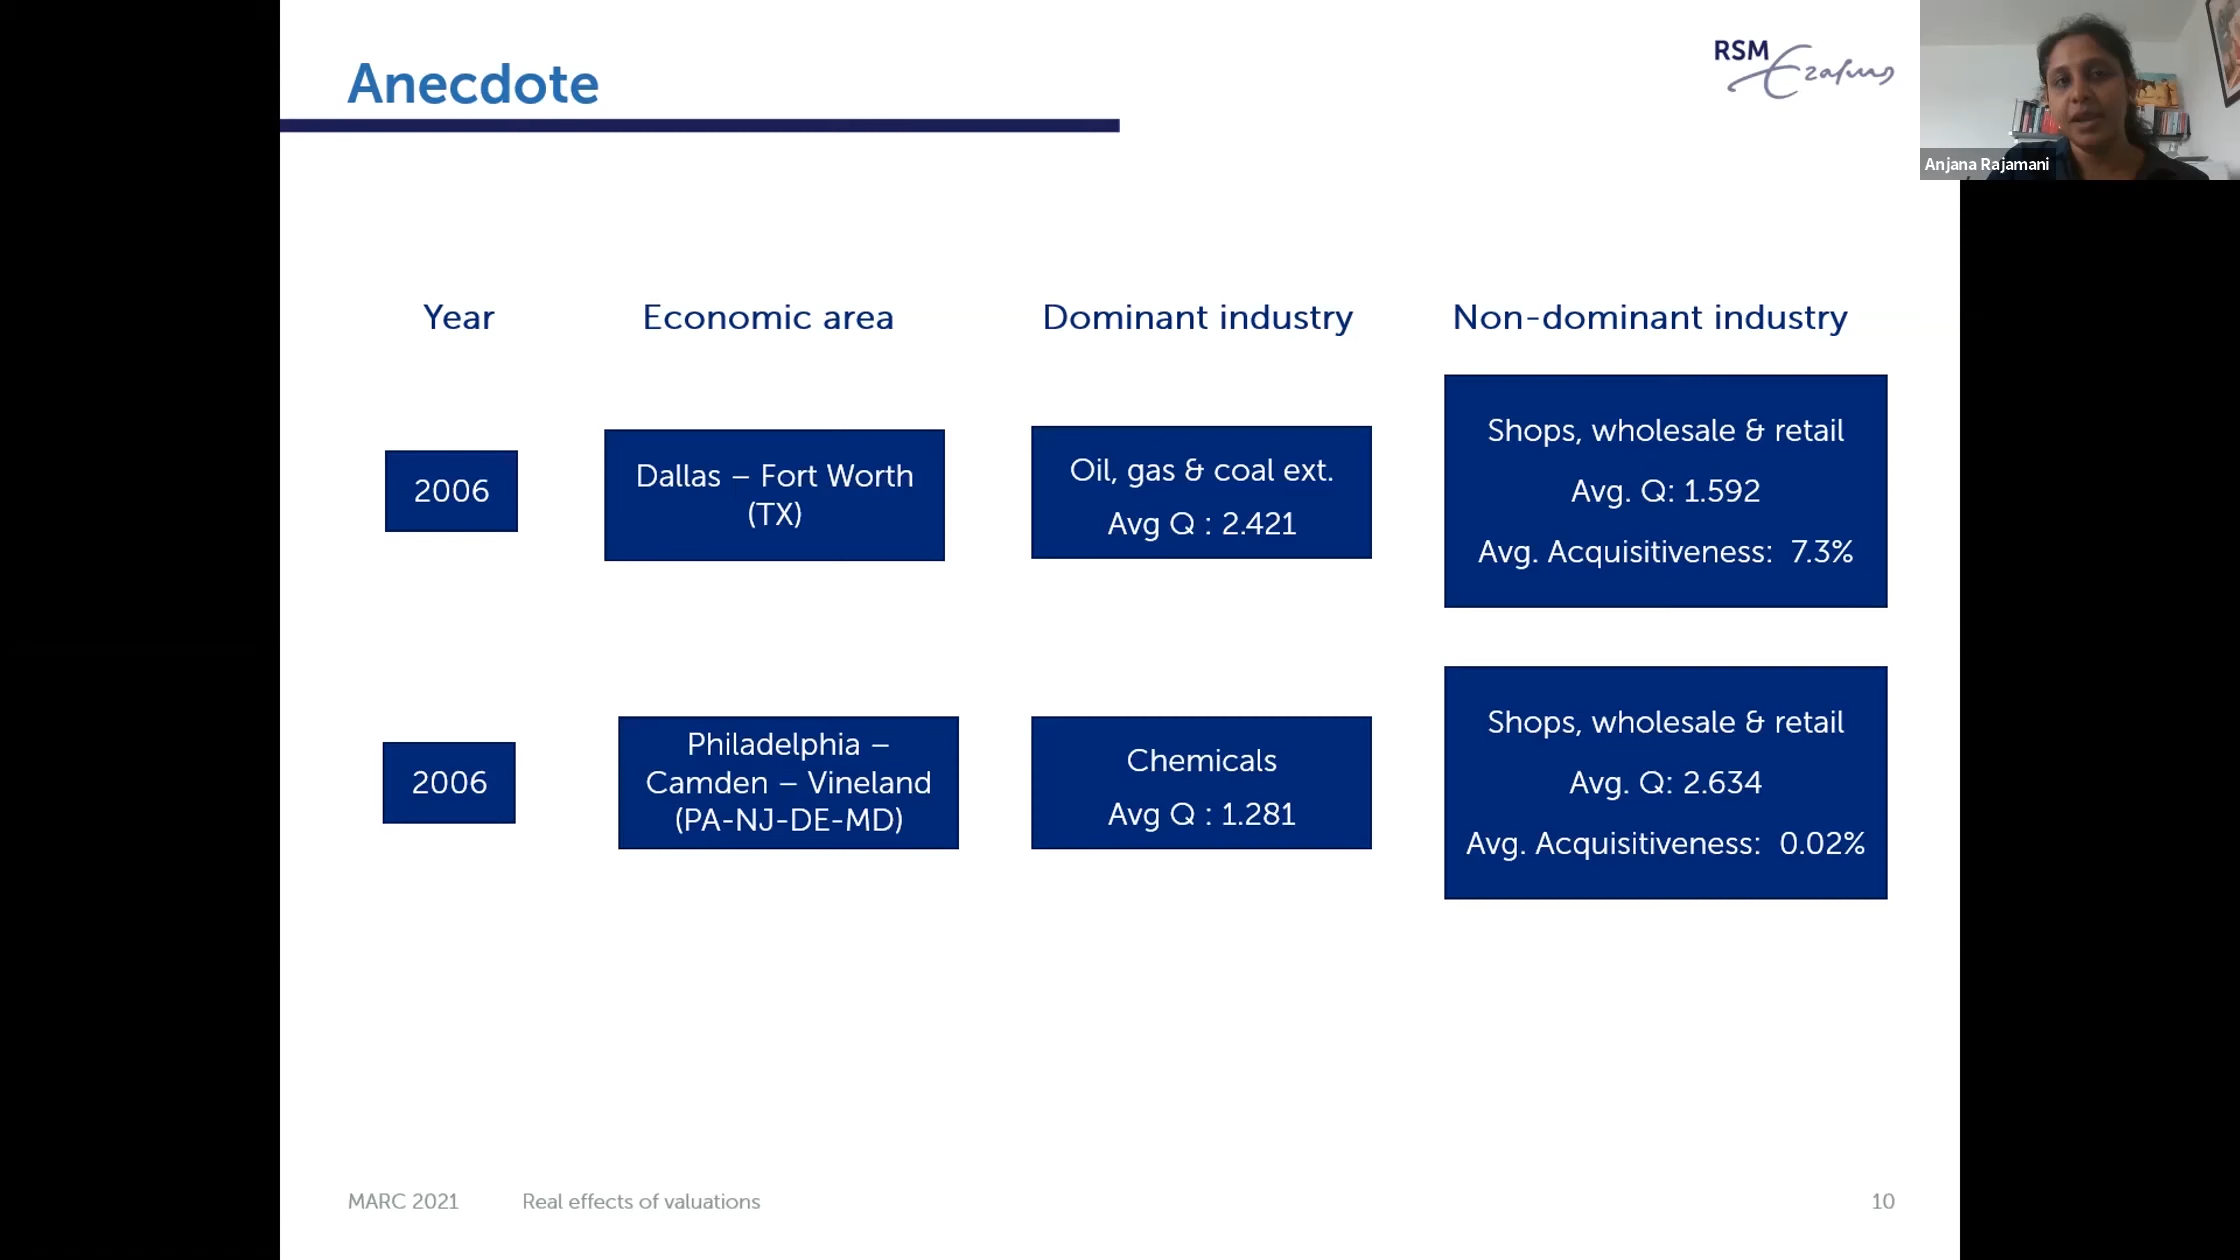 Anecdote
RSM
Erasmus
Anjana Rajamani
Year
Economic area
Dominant industry
Non-dominant industry
2006
Dallas – Fort Worth
(TX)
Oil, gas & coal ext.
Avg Q : 2.421
Shops, wholesale & retail
Avg. Q: 1.592
Avg. Acquisitiveness: 7.3%
2006
Philadelphia –
Camden – Vineland
(PA-NJ-DE-MD)
Chemicals
Avg Q : 1.281
Shops, wholesale & retail
Avg. Q: 2.634
Avg. Acquisitiveness: 0.02%
MARC 2021
Real effects of valuations
10